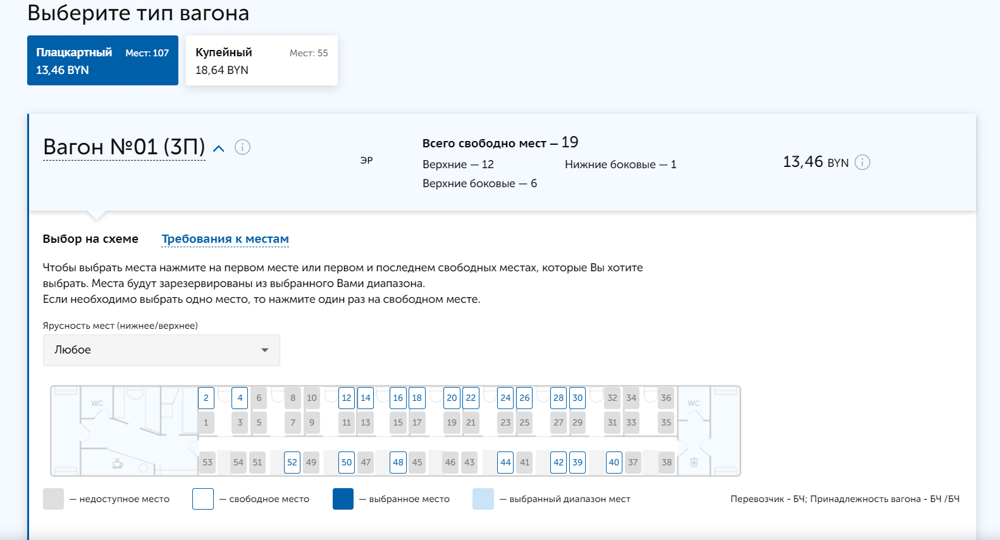 Выберите тип вагона
Плацкартный Мест: 107
13,46 BYN
Купейный Мест: 55
18,64 BYN
Вагон №01 (3П)
ЭР
Всего свободно мест – 19
Верхние — 12 Нижние боковые — 1
Верхние боковые — 6
13,46 BYN
Выбор на схеме Требования к местам
Чтобы выбрать места нажмите на первом месте или первом и последнем свободных местах, которые Вы хотите
выбрать. Места будут зарезервированы из выбранного Вами диапазона.
Если необходимо выбрать одно место, то нажмите один раз на свободном месте.
Ярусность мест (нижнее/верхнее)
Любое
WC 2 4 6 8 10 12 14 16 18 20 22 24 26 28 30 32 34 36 WC
1 3 5 7 9 11 13 15 17 19 21 23 25 27 29 31 33 35
53 54 51 52 49 50 47 48 45 46 43 44 41 42 39 40 37 38
— недоступное место — свободное место — выбранное место — выбранный диапазон мест Перевозчик - БЧ; Принадлежность вагона - БЧ /БЧ